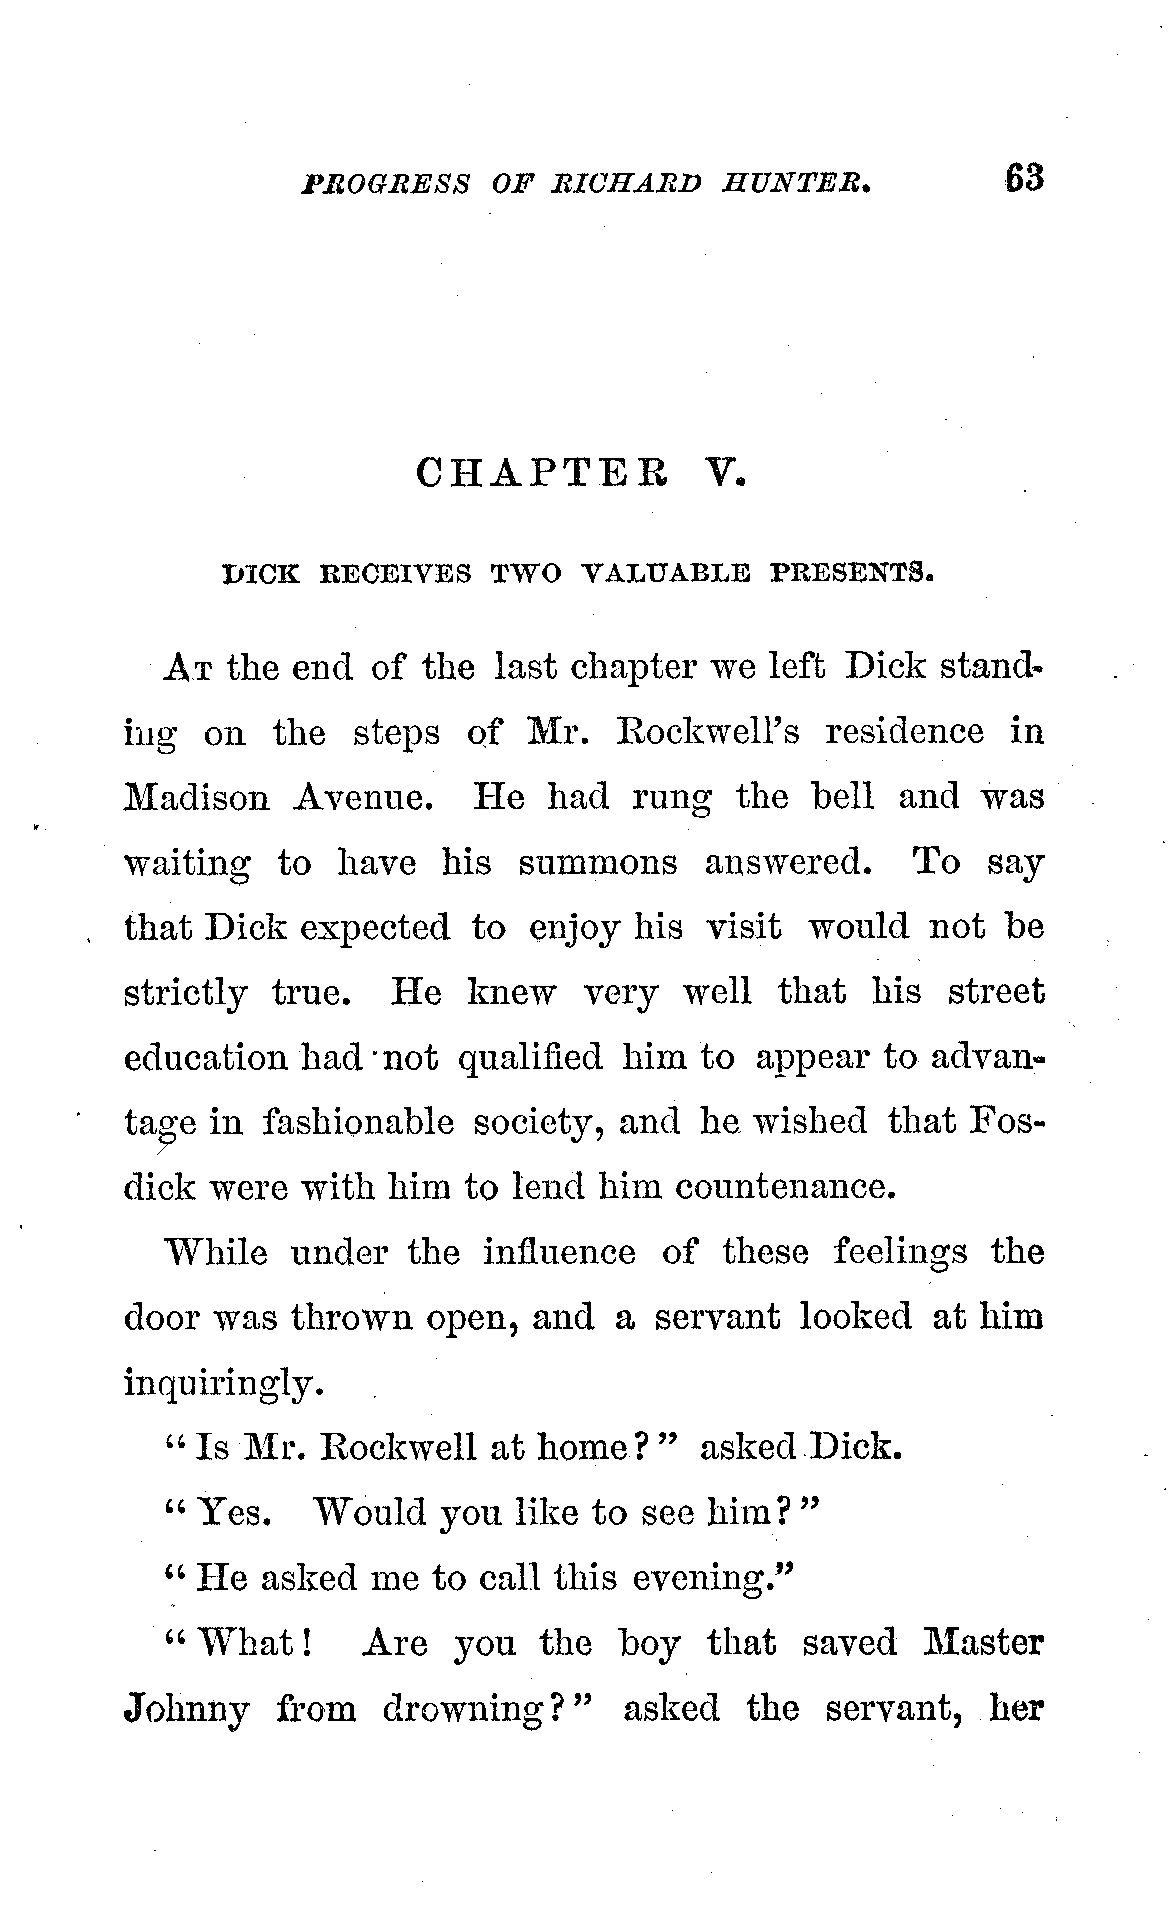 PROGRESS OF RICHARD HUNTER. 63
CHAPTER V.
DICK RECEIVES TWO VALUABLE PRESENTS.
AT the end of the last chapter we left Dick stand-
ing on the steps of Mr. Rockwell's residence in
Madison Avenue. He had rung the bell and was
waiting to have his summons answered. To say
that Dick expected to enjoy his visit would not be
strictly true. He knew very well that his street
education had not qualified him to appear to advan-
tage in fashionable society, and he wished that Fos-
dick were with him to lend him countenance.
While under the influence of these feelings the
door was thrown open, and a servant looked at him
inquiringly.
"Is Mr. Rockwell at home?" asked Dick.
"Yes. Would you like to see him?"
"He asked me to call this evening."
"What! Are you the boy that saved Master
Johnny from drowning?" asked the servant, her